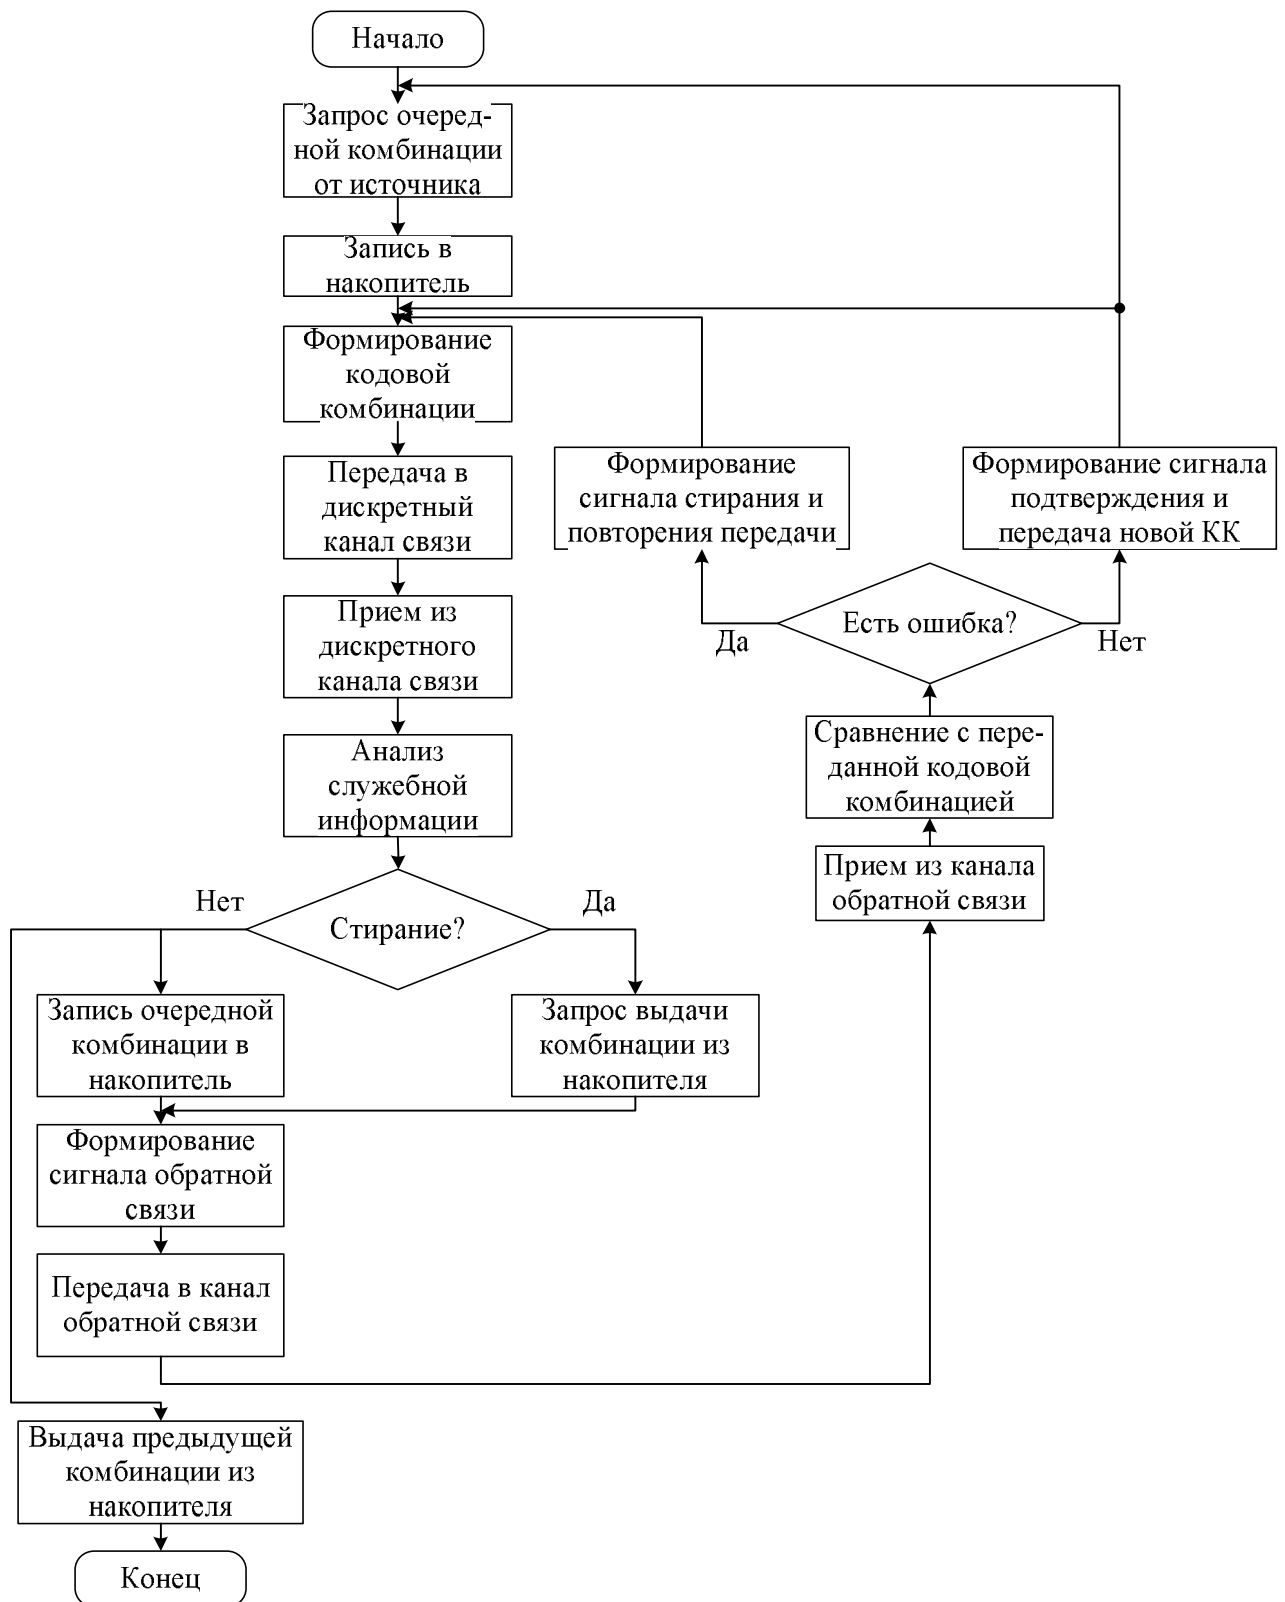 Начало
Запрос очеред-
ной комбинации
от источника
Запись в
накопитель
Формирование
кодовой
комбинации
Передача в
дискретный
канал связи
Прием из
дискретного
канала связи
Анализ
служебной
информации
Стирание?
Нет
Да
Запись очередной
комбинации в
накопитель
Запрос выдачи
комбинации из
накопителя
Формирование
сигнала обратной
связи
Передача в канал
обратной связи
Прием из канала
обратной связи
Сравнение с пере-
данной кодовой
комбинацией
Есть ошибка?
Да
Нет
Формирование
сигнала стирания и
повторения передачи
Формирование сигнала
подтверждения и
передача новой КК
Выдача предыдущей
комбинации из
накопителя
Конец